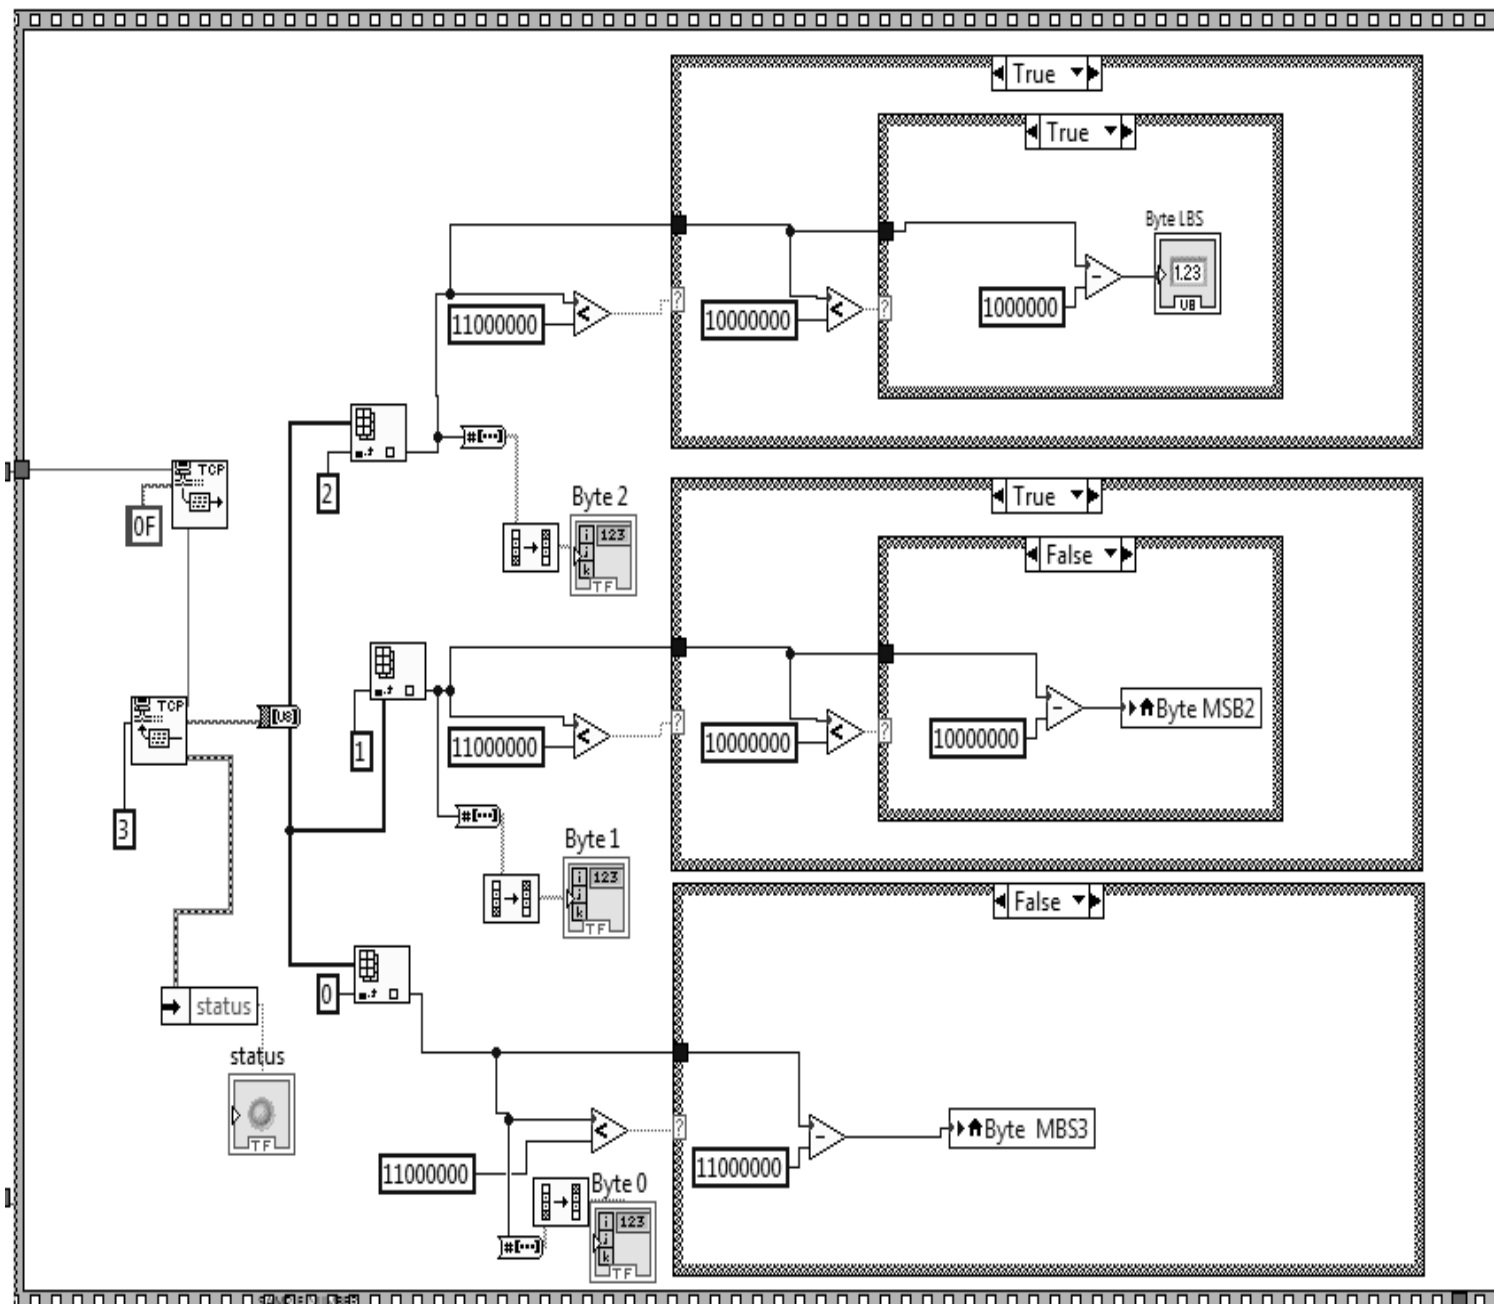 True
True
Byte LBS
1.23
U8
11000000
<
?
10000000
<
?
1000000
-
#[...]
2
TCP
0F
Byte 2
i
j
k
123
TF
True
False
TCP
[U8]
3
1
11000000
<
?
10000000
<
?
10000000
-
Byte MSB2
#[...]
Byte 1
i
j
k
123
TF
False
0
status
status
TF
11000000
<
?
11000000
-
Byte MBS3
#[...]
Byte 0
i
j
k
123
TF